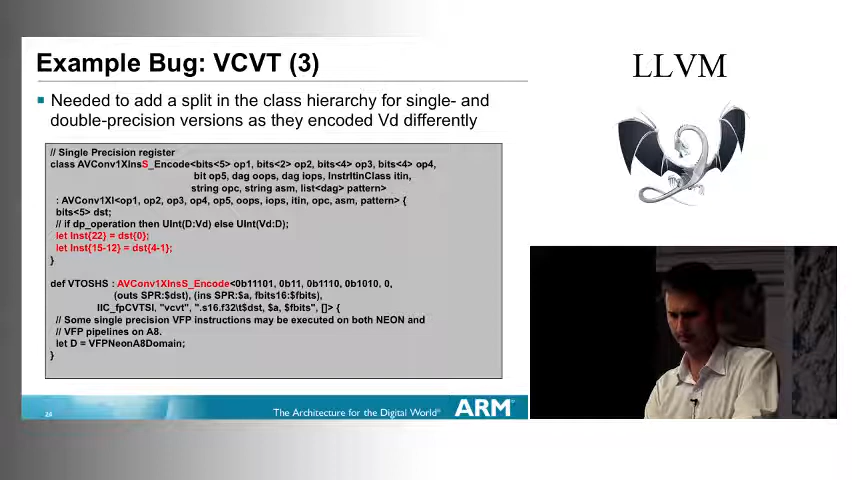 Example Bug: VCVT (3)
LLVM
Needed to add a split in the class hierarchy for single- and
double-precision versions as they encoded Vd differently
// Single Precision register
class AVConv1XInsS_Encode<bits<5> op1, bits<2> op2, bits<4> op3, bits<4> op4,
bit op5, dag oops, dag iops, InstrItinClass itin,
string opc, string asm, list<dag> pattern>
: AVConv1XI<op1, op2, op3, op4, op5, oops, iops, itin, opc, asm, pattern> {
bits<5> dst;
// if dp_operation then UInt(D:Vd) else UInt(Vd:D);
let Inst{22} = dst{0};
let Inst{15-12} = dst{4-1};
}
def VTOSHS : AVConv1XInsS_Encode<0b11101, 0b11, 0b1110, 0b1010, 0,
(outs SPR:$dst), (ins SPR:$a, fbits16:$fbits),
IIC_fpCVTSI, "vcvt", ".s16.f32\t$dst, $a, $fbits", []> {
// Some single precision VFP instructions may be executed on both NEON and
// VFP pipelines on A8.
let D = VFPNeonA8Domain;
}
24
The Architecture for the Digital World®
ARM®